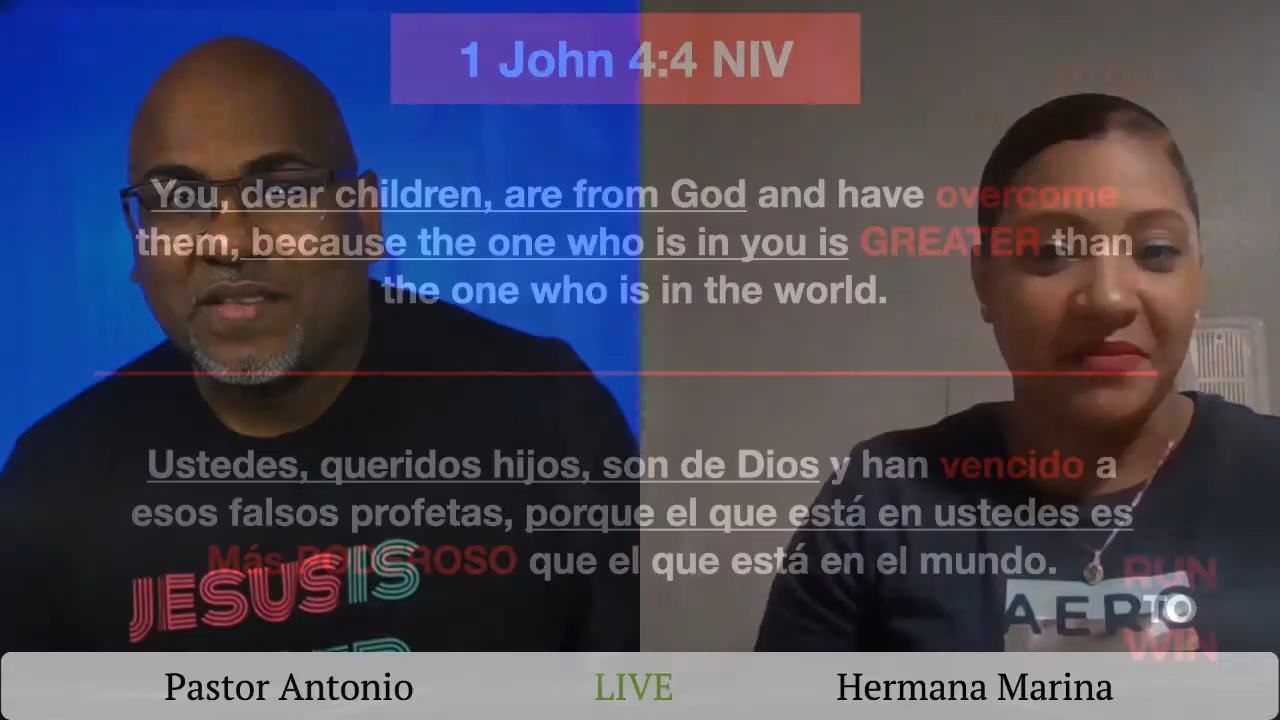 1 John 4:4 NIV
You, dear children, are from God and have overcome
them, because the one who is in you is GREATER than
the one who is in the world.
Ustedes, queridos hijos, son de Dios y han vencido a
esos falsos profetas, porque el que está en ustedes es
Más PODEROSO que el que está en el mundo.
JESUS IS
AERO
RUN
TO
WIN
Pastor Antonio LIVE Hermana Marina